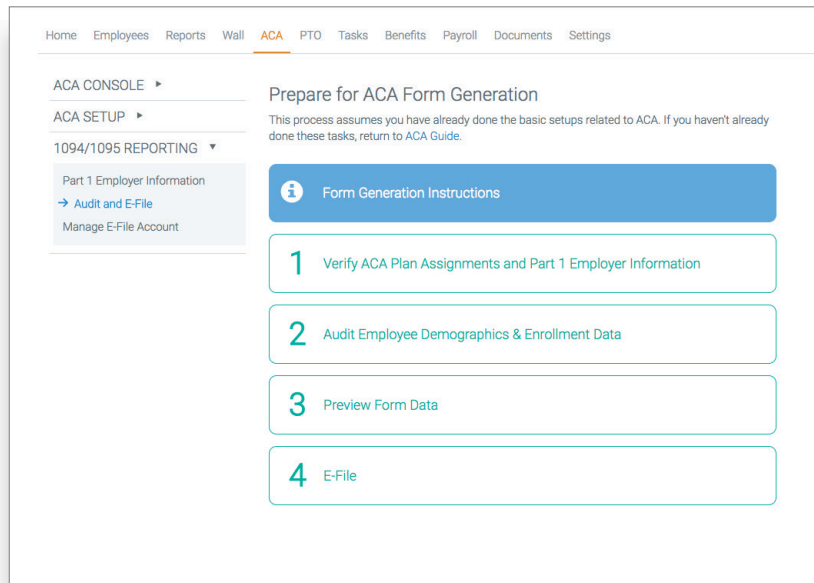 Home Employees Reports Wall ACA PTO Tasks Benefits Payroll Documents Settings
ACA CONSOLE
ACA SETUP
1094/1095 REPORTING
Part 1 Employer Information
Audit and E-File
Manage E-File Account
Prepare for ACA Form Generation
This process assumes you have already done the basic setups related to ACA. If you haven't already
done these tasks, return to ACA Guide.
Form Generation Instructions
1 Verify ACA Plan Assignments and Part 1 Employer Information
2 Audit Employee Demographics & Enrollment Data
3 Preview Form Data
4 E-File